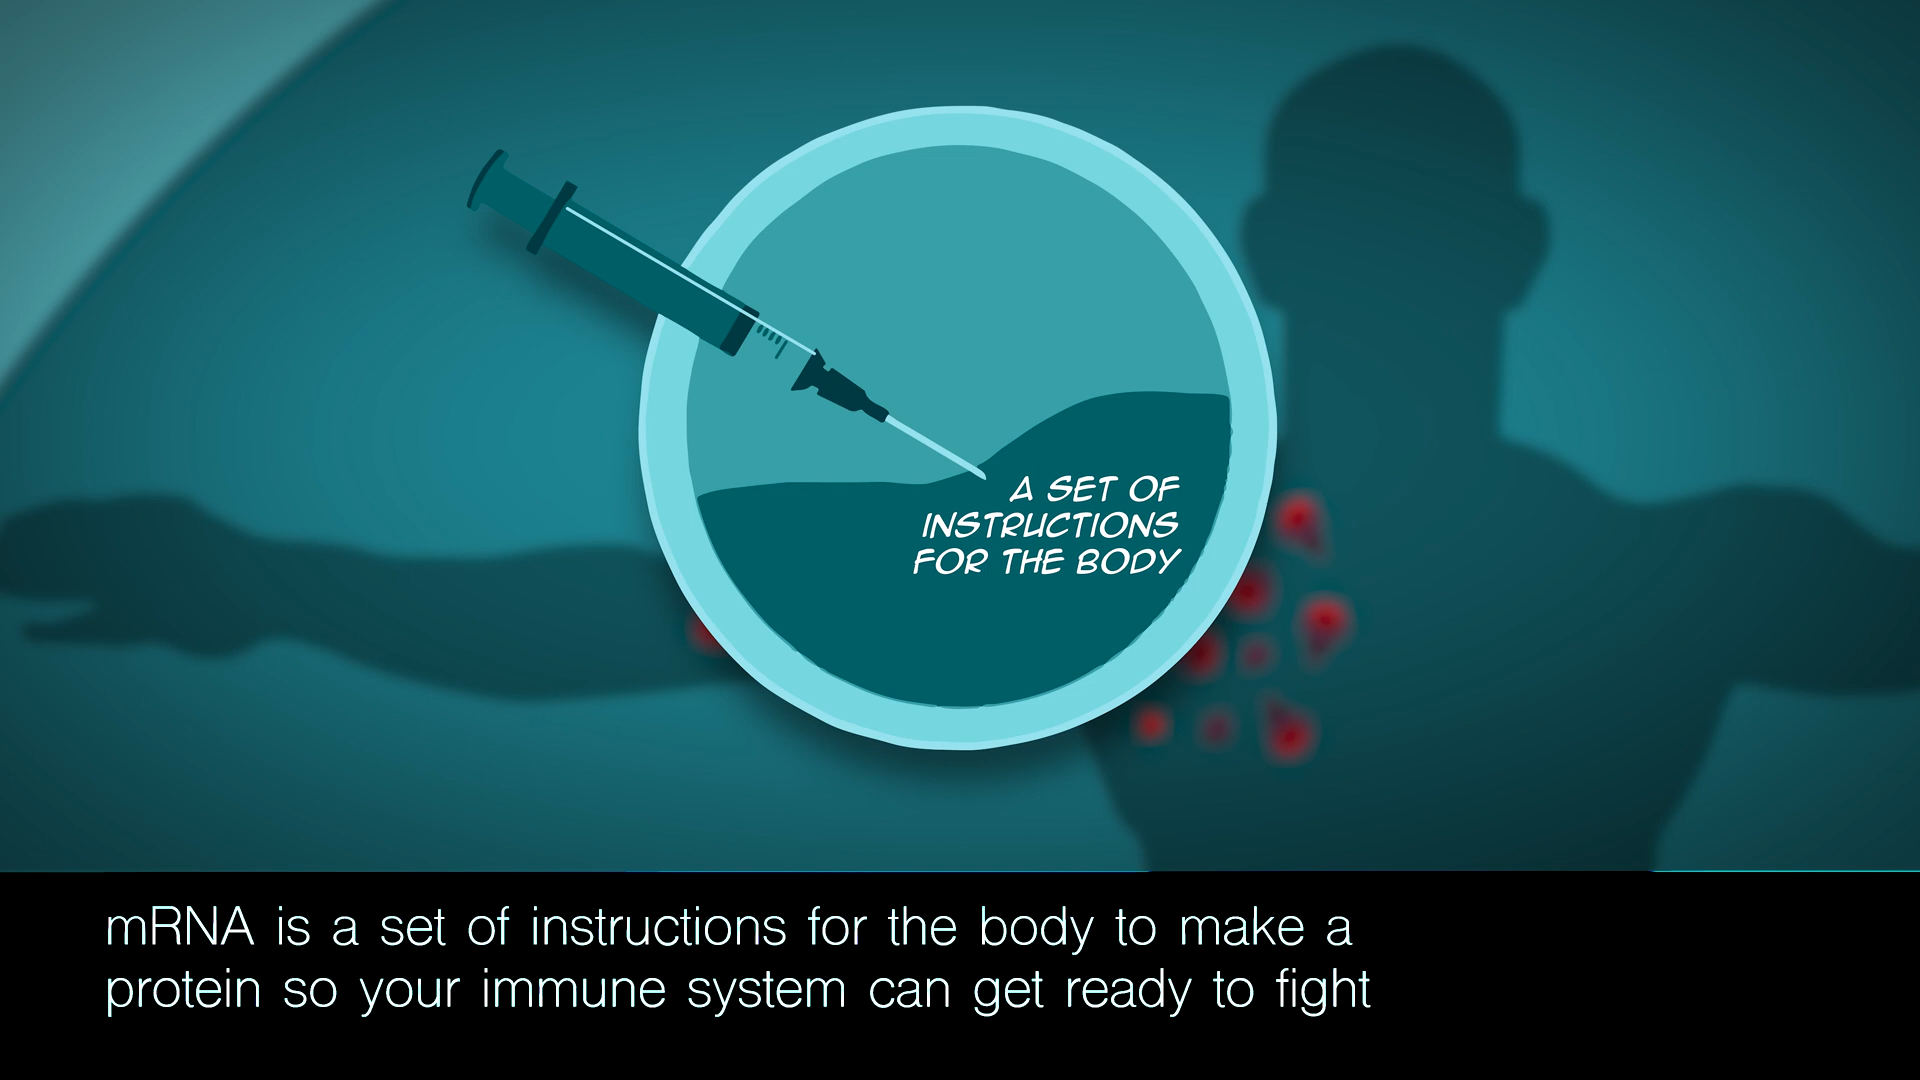 A SET OF
INSTRUCTIONS
FOR THE BODY
mRNA is a set of instructions for the body to make a
protein so your immune system can get ready to fight